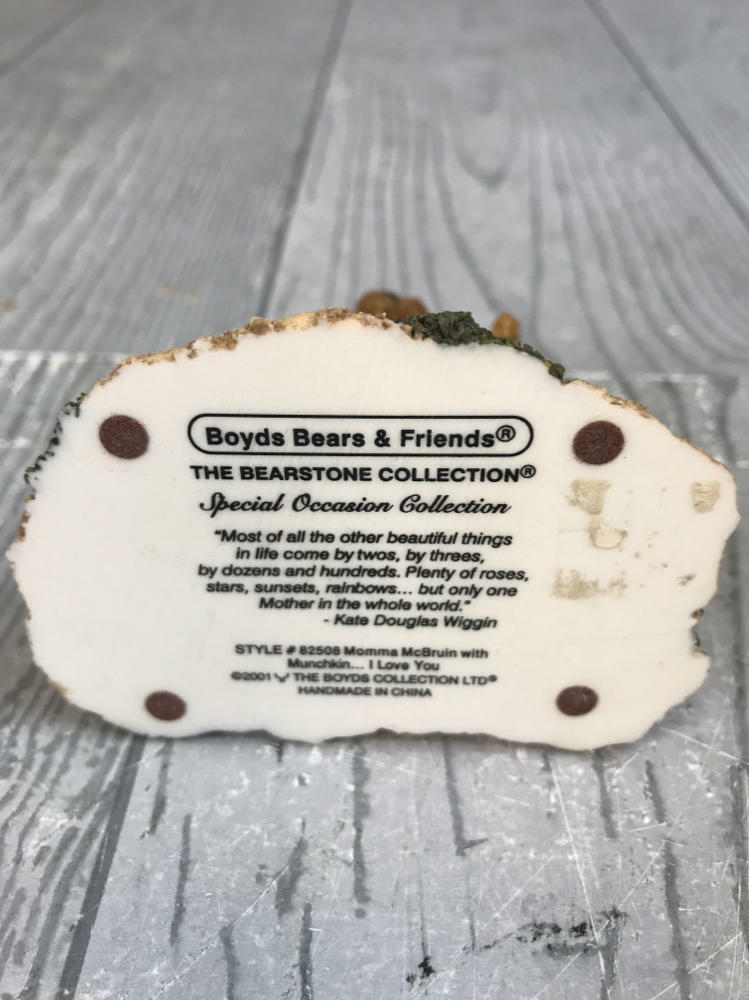 Boyds Bears & Friends®
THE BEARSTONE COLLECTION®
Special Occasion Collection
"Most of all the other beautiful things
in life come by twos, by threes,
by dozens and hundreds. Plenty of roses,
stars, sunsets, rainbows... but only one
Mother in the whole world."
- Kate Douglas Wiggin
STYLE # 82508 Momma McBruin with
Munchkin... I Love You
©2001 THE BOYDS COLLECTION LTD®
HANDMADE IN CHINA